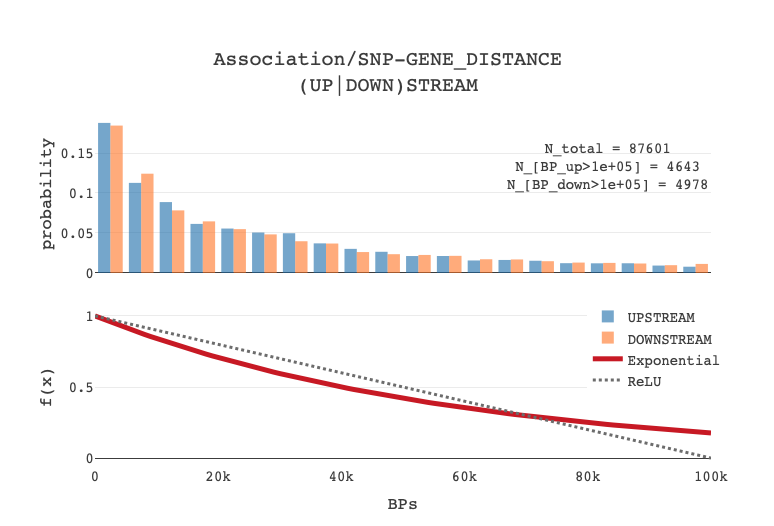 Association/SNP-GENE_DISTANCE
(UP|DOWN)STREAM
probability
0.15
0.1
0.05
0
N_total = 87601
N_[BP_up>1e+05] = 4643
N_[BP_down>1e+05] = 4978
f(x)
1
0.5
0
UPSTREAM
DOWNSTREAM
Exponential
ReLU
0 20k 40k 60k 80k 100k
BPs